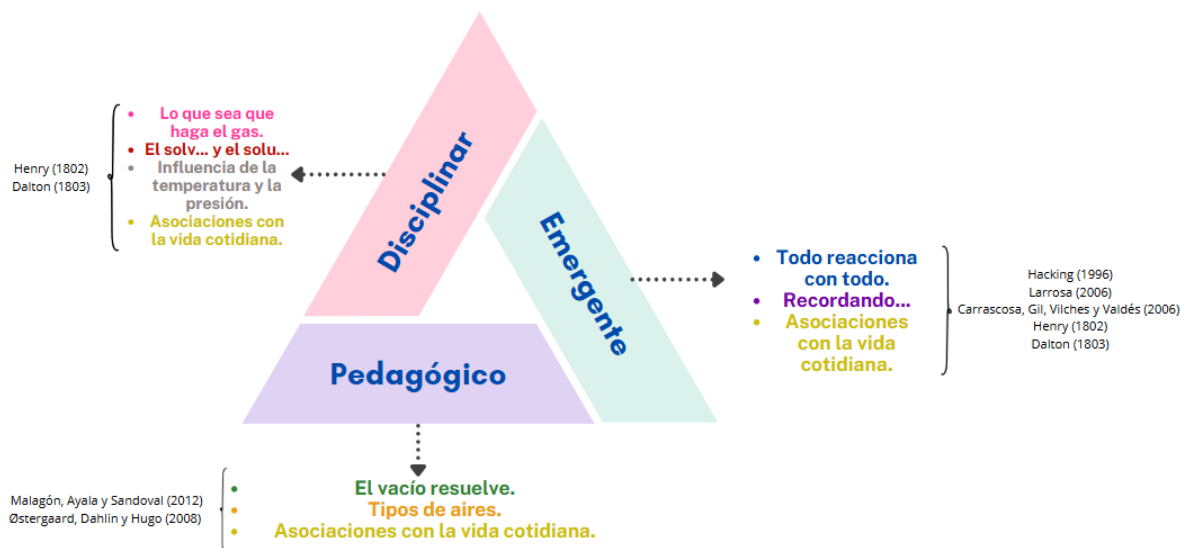 Henry (1802)
Dalton (1803)
• Lo que sea que
haga el gas.
• El solv... y el solu...
• Influencia de la
temperatura y la
presión.
• Asociaciones con
la vida cotidiana.
Disciplinar
Emergente
Pedagógico
• Todo reacciona
con todo.
• Recordando...
• Asociaciones
con la vida
cotidiana.
Hacking (1996)
Larrosa (2006)
Carrascosa, Gil, Vilches y Valdés (2006)
Henry (1802)
Dalton (1803)
Malagón, Ayala y Sandoval (2012)
Østergaard, Dahlin y Hugo (2008)
• El vacío resuelve.
• Tipos de aires.
• Asociaciones con la vida cotidiana.